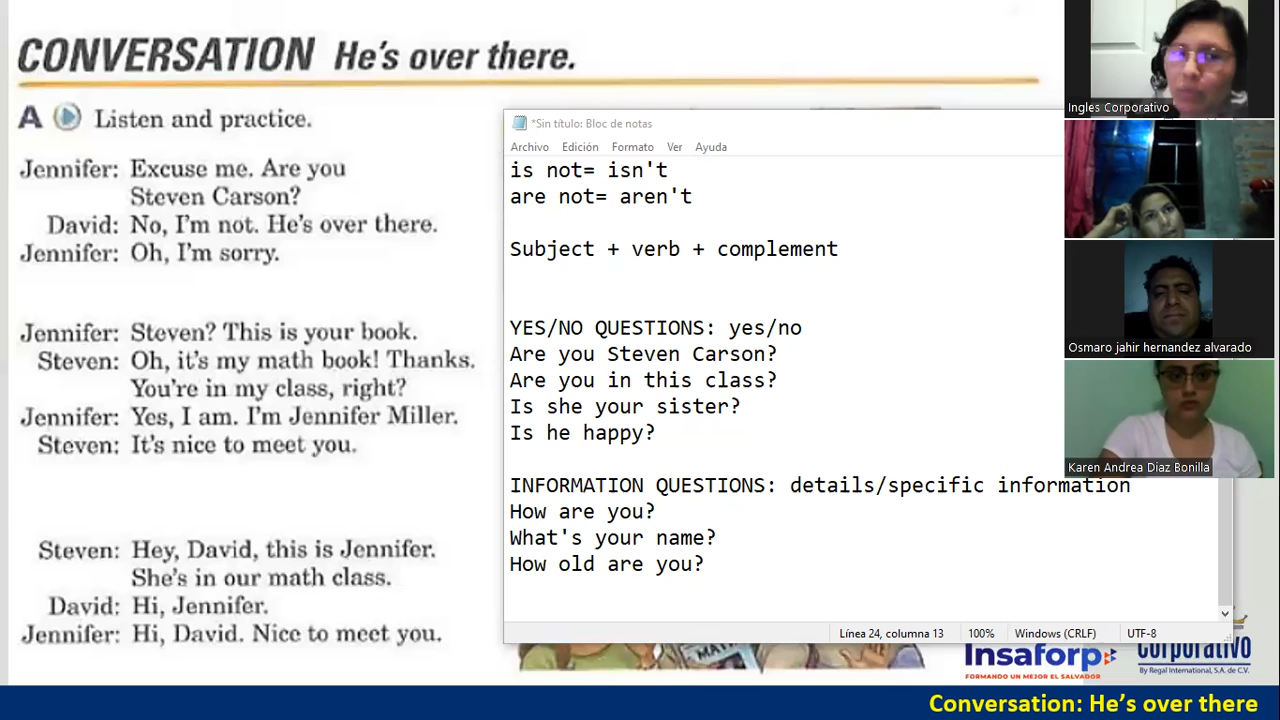 CONVERSATION He's over there.
A Listen and practice.
Jennifer: Excuse me. Are you
Steven Carson?
David: No, I'm not. He's over there.
Jennifer: Oh, I'm sorry.
Jennifer: Steven? This is your book.
Steven: Oh, it's my math book! Thanks.
You're in my class, right?
Jennifer: Yes, I am. I'm Jennifer Miller.
Steven: It's nice to meet you.
Steven: Hey, David, this is Jennifer.
She's in our math class.
David: Hi, Jennifer.
Jennifer: Hi, David. Nice to meet you.
*Sin título: Bloc de notas
Archivo Edición Formato Ver Ayuda
is not= isn't
are not= aren't
Subject + verb + complement
YES/NO QUESTIONS: yes/no
Are you Steven Carson?
Are you in this class?
Is she your sister?
Is he happy?
INFORMATION QUESTIONS: details/specific information
How are you?
What's your name?
How old are you?
Línea 24, columna 13 100% Windows (CRLF) UTF-8
Ingles Corporativo
Osmaro jahir hernandez alvarado
Karen Andrea Diaz Bonilla
MATH
Insaforp
FORMANDO UN MEJOR EL SALVADOR
corporativo
By Regal International, S.A. de C.V.
Conversation: He's over there